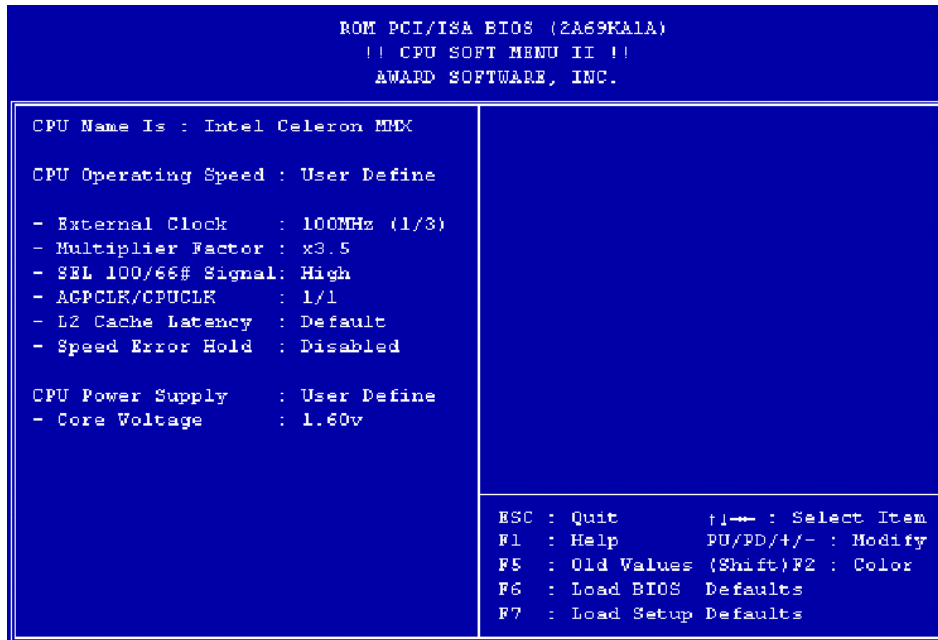 ROM PCI/ISA BIOS (2A69KA1A)
!! CPU SOFT MENU II !!
AWARD SOFTWARE, INC.
CPU Name Is : Intel Celeron MMX
CPU Operating Speed : User Define
- External Clock : 100MHz (1/3)
- Multiplier Factor : x3.5
- SEL 100/66# Signal: High
- AGPCLK/CPUCLK : 1/1
- L2 Cache Latency : Default
- Speed Error Hold : Disabled
CPU Power Supply : User Define
- Core Voltage : 1.60v
ESC : Quit ↑↓→← : Select Item
F1 : Help PU/PD/+/- : Modify
F5 : Old Values (Shift)F2 : Color
F6 : Load BIOS Defaults
F7 : Load Setup Defaults